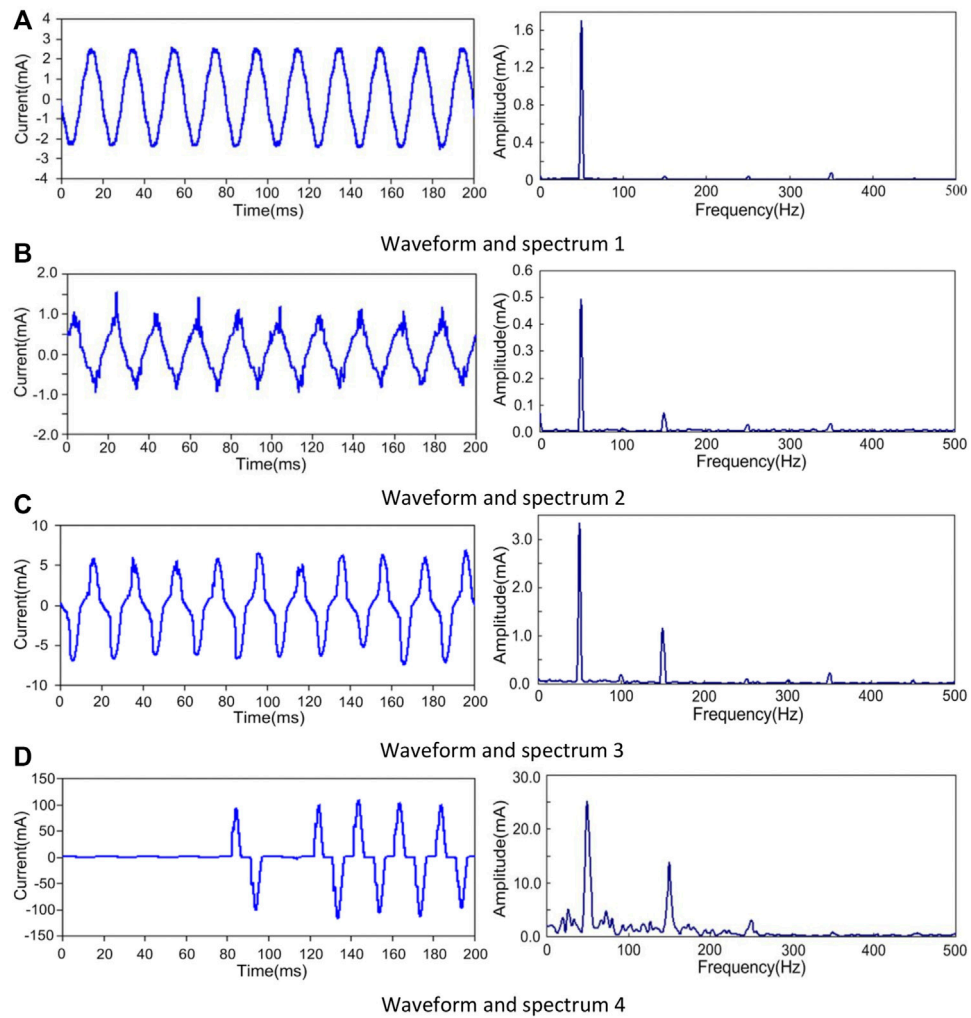 A
Current(mA)
4
3
2
1
0
-1
-2
-3
-4
0 20 40 60 80 100 120 140 160 180 200
Time(ms)
Amplitude(mA)
1.6
1.2
0.8
0.4
0
0 100 200 300 400 500
Frequency(Hz)
Waveform and spectrum 1
B
Current(mA)
2.0
1.0
0.0
-1.0
-2.0
0 20 40 60 80 100 120 140 160 180 200
Time(ms)
Amplitude(mA)
0.6
0.5
0.4
0.3
0.2
0.1
0.0
0 100 200 300 400 500
Frequency(Hz)
Waveform and spectrum 2
C
Current(mA)
10
5
0
-5
-10
0 20 40 60 80 100 120 140 160 180 200
Time(ms)
Amplitude(mA)
3.0
2.0
1.0
0.0
0 100 200 300 400 500
Frequency(Hz)
Waveform and spectrum 3
D
Current(mA)
150
100
50
0
-50
-100
-150
0 20 40 60 80 100 120 140 160 180 200
Time(ms)
Amplitude(mA)
30.0
20.0
10.0
0.0
0 100 200 300 400 500
Frequency(Hz)
Waveform and spectrum 4